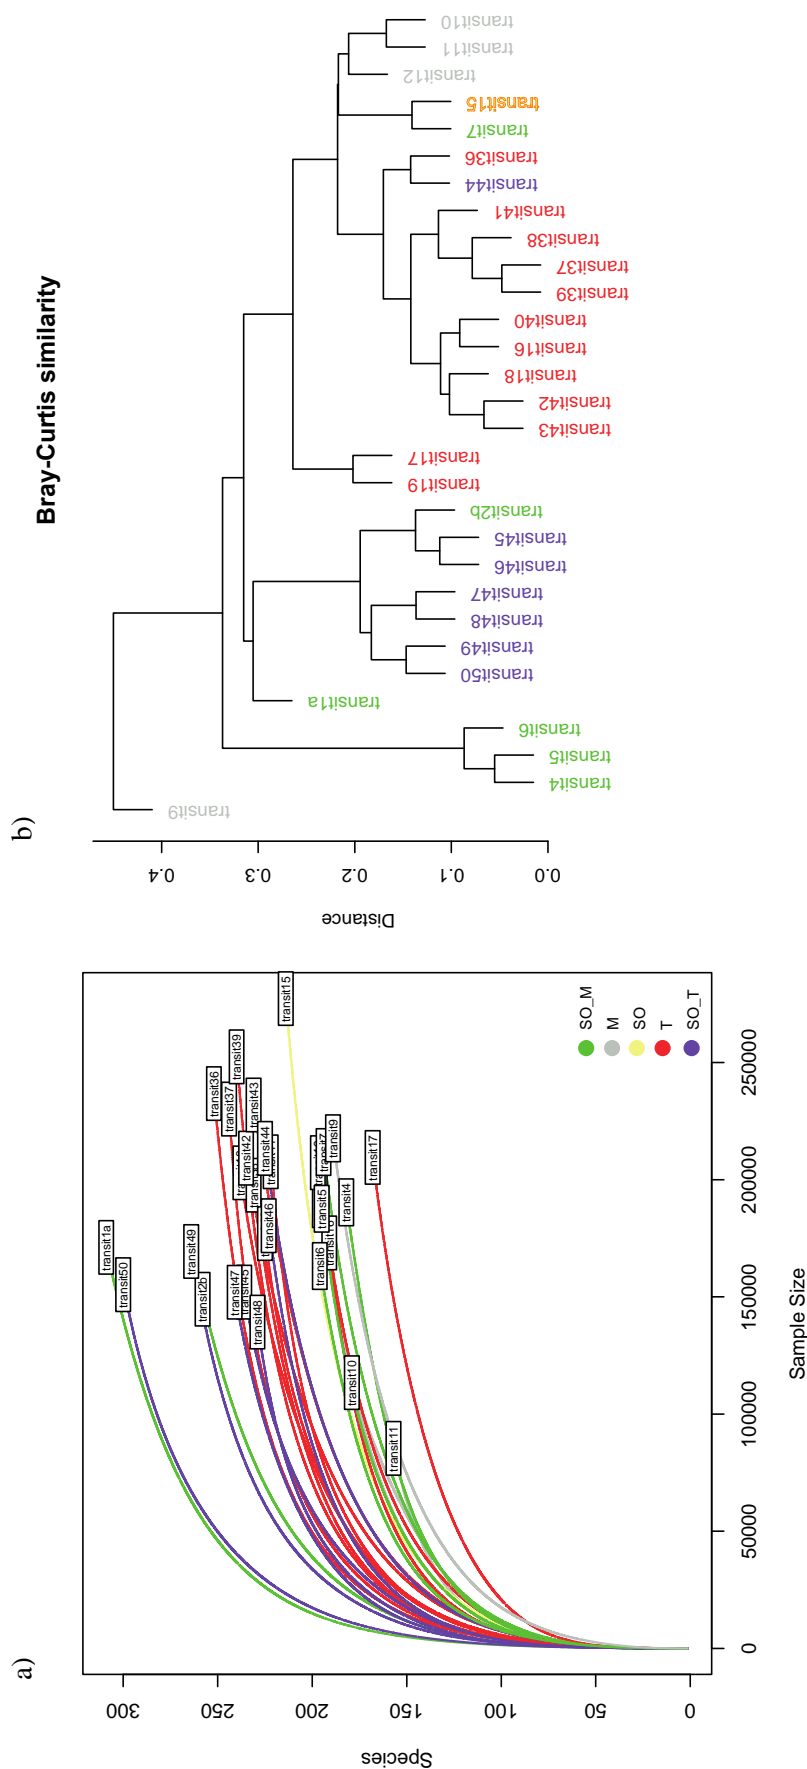 a)
Species
300
250
200
150
100
50
0
transit1a
transit50
transit49
transit2b
transit36
transit37
transit39
transit43
transit42
transit44
transit46
transit47
transit45
transit48
transit15
transit9
transit5
transit4
transit6
transit17
transit10
transit11
SO_M
M
SO
T
SO_T
0
50000
100000
150000
200000
250000
Sample Size
b)
Bray-Curtis similarity
Distance
0.4
0.3
0.2
0.1
0.0
transit9
transit4
transit5
transit6
transit1a
transit50
transit49
transit48
transit47
transit46
transit45
transit2b
transit19
transit17
transit43
transit42
transit18
transit16
transit40
transit39
transit37
transit38
transit41
transit44
transit36
transit7
transit15
transit12
transit11
transit10